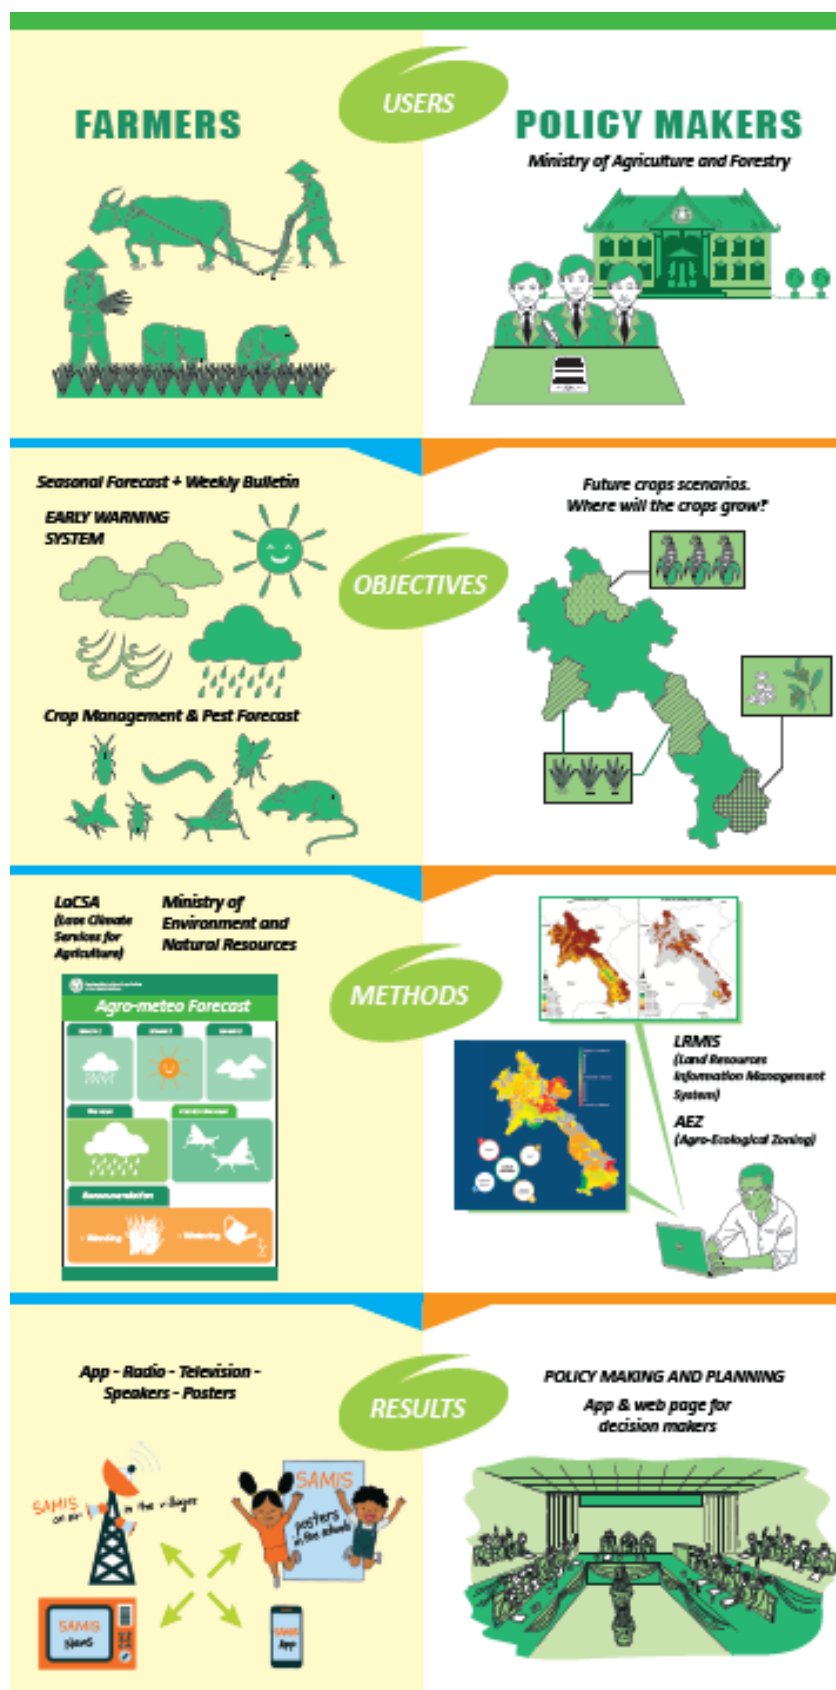 USERS
FARMERS
POLICY MAKERS
Ministry of Agriculture and Forestry
OBJECTIVES
Seasonal Forecast + Weekly Bulletin
EARLY WARNING
SYSTEM
Crop Management & Pest Forecast
Future crops scenarios.
Where will the crops grow?
METHODS
LaCSA
(Laos Climate
Services for
Agriculture)
Ministry of
Environment and
Natural Resources
Agro-meteo Forecast
Recommendation
- Weeding
- Watering
LRMIS
(Land Resources
Information Management
System)
AEZ
(Agro-Ecological Zoning)
RESULTS
App - Radio - Television -
Speakers - Posters
SAMIS
on air in the villages
SAMIS
posters
in the schools
SAMIS
News
SAMIS
App
POLICY MAKING AND PLANNING
App & web page for
decision makers